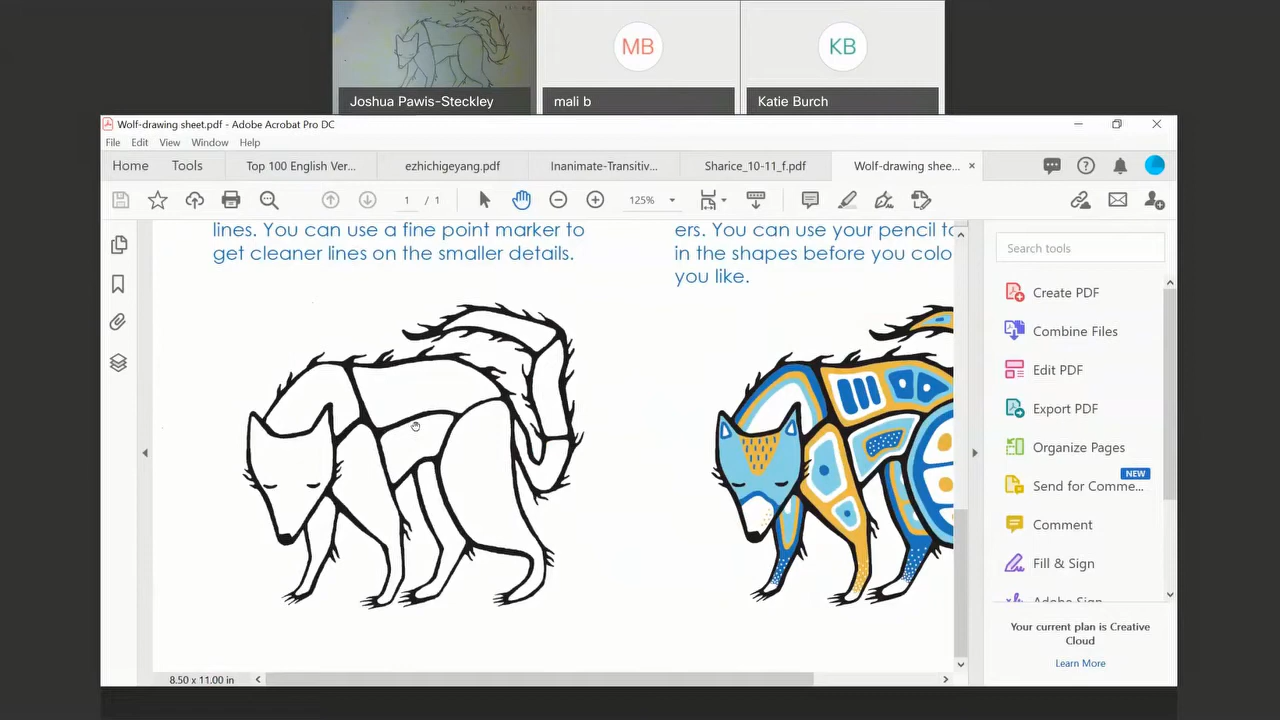 MB
KB
Joshua Pawis-Steckley
mali b
Katie Burch
Wolf-drawing sheet.pdf - Adobe Acrobat Pro DC
File Edit View Window Help
Home Tools Top 100 English Ver... ezhichigeyang.pdf Inanimate-Transitiv... Sharice_10-11_f.pdf Wolf-drawing shee... ×
1 / 1 125%
lines. You can use a fine point marker to
get cleaner lines on the smaller details.
ers. You can use your pencil to
in the shapes before you colo
you like.
Search tools
Create PDF
Combine Files
Edit PDF
Export PDF
Organize Pages
NEW
Send for Comme...
Comment
Fill & Sign
Adobe Sign
Your current plan is Creative
Cloud
Learn More
8.50 x 11.00 in